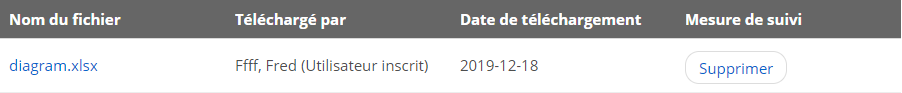 Nom du fichier Téléchargé par Date de téléchargement Mesure de suivi
diagram.xlsx Ffff, Fred (Utilisateur inscrit) 2019-12-18 Supprimer